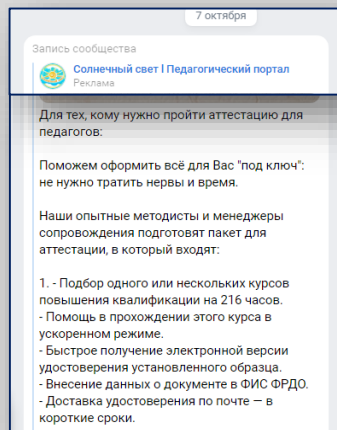 7 октября
Запись сообщества
Солнечный свет l Педагогический портал
Реклама
Для тех, кому нужно пройти аттестацию для
педагогов:
Поможем оформить всё для Вас "под ключ":
не нужно тратить нервы и время.
Наши опытные методисты и менеджеры
сопровождения подготовят пакет для
аттестации, в который входят:
1. - Подбор одного или нескольких курсов
повышения квалификации на 216 часов.
- Помощь в прохождении этого курса в
ускоренном режиме.
- Быстрое получение электронной версии
удостоверения установленного образца.
- Внесение данных о документе в ФИС ФРДО.
- Доставка удостоверения по почте — в
короткие сроки.